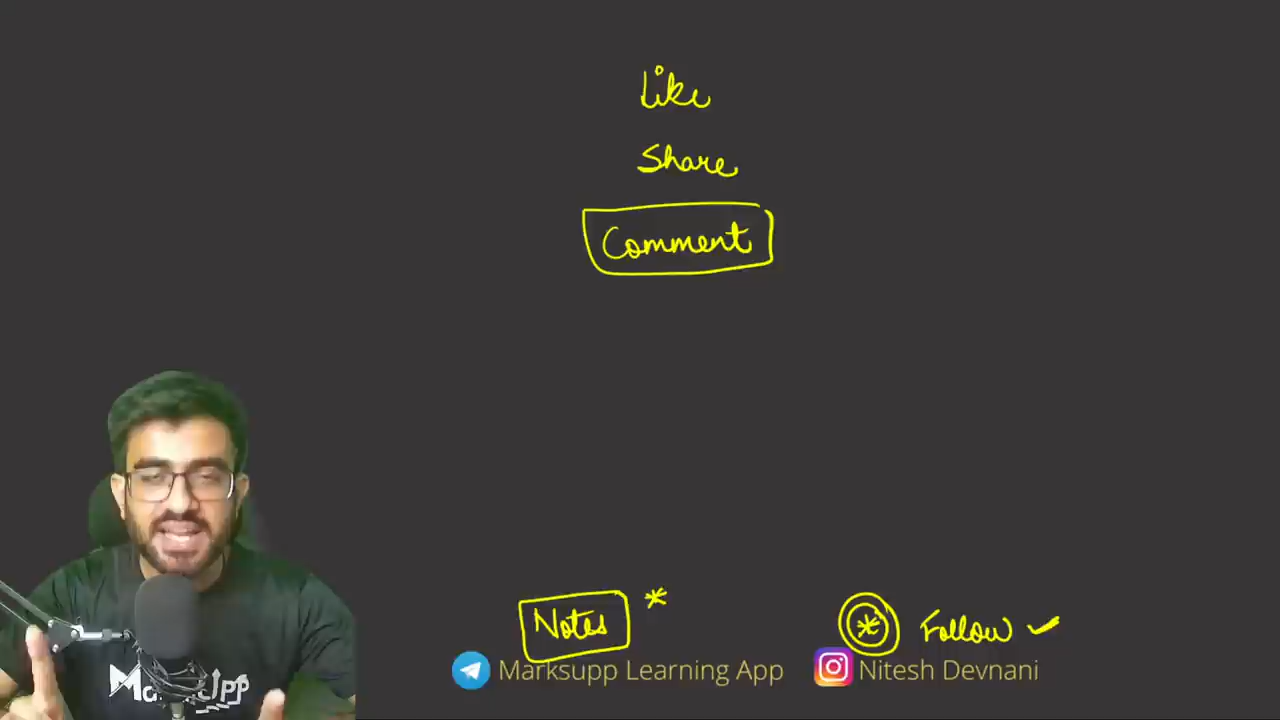 Like
Share
Comment
Notes *
* Follow ✓
Marksupp Learning App
Nitesh Devnani